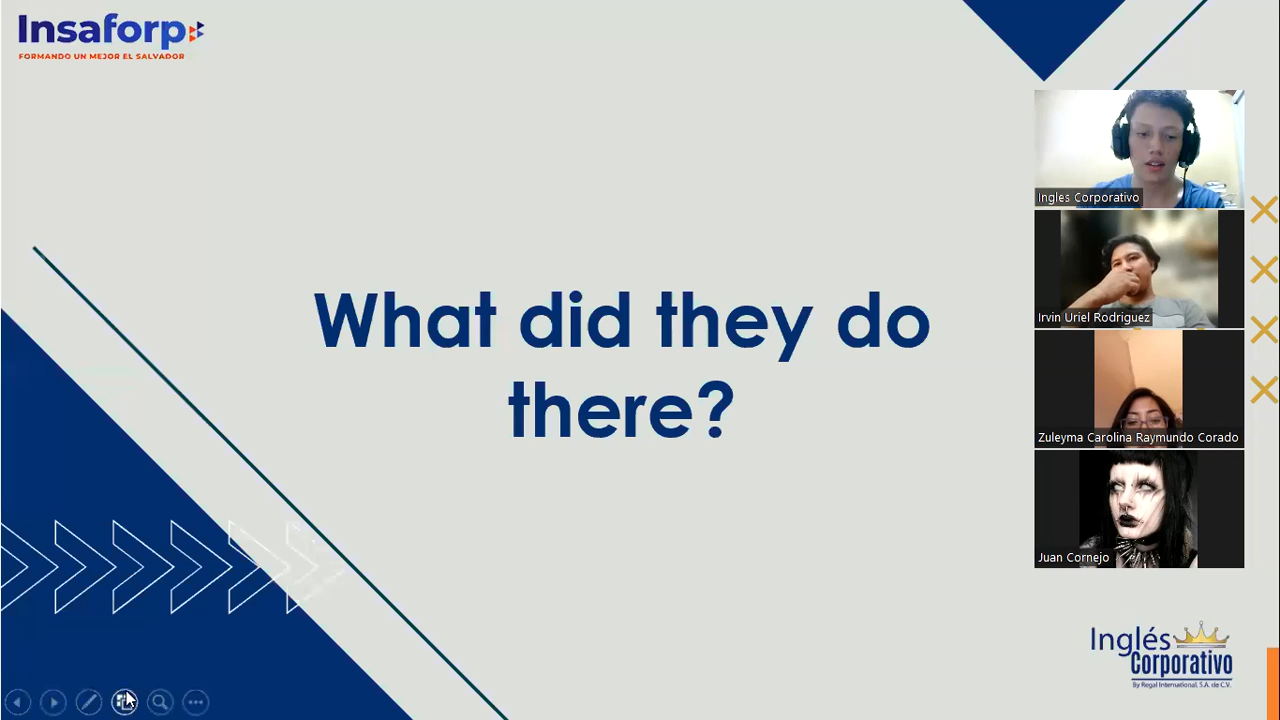 Insaforp
FORMANDO UN MEJOR EL SALVADOR
What did they do
there?
Ingles Corporativo
Irvin Uriel Rodriguez
Zuleyma Carolina Raymundo Corado
Juan Cornejo
Inglés
Corporativo
By Regal International, S.A. de C.V.